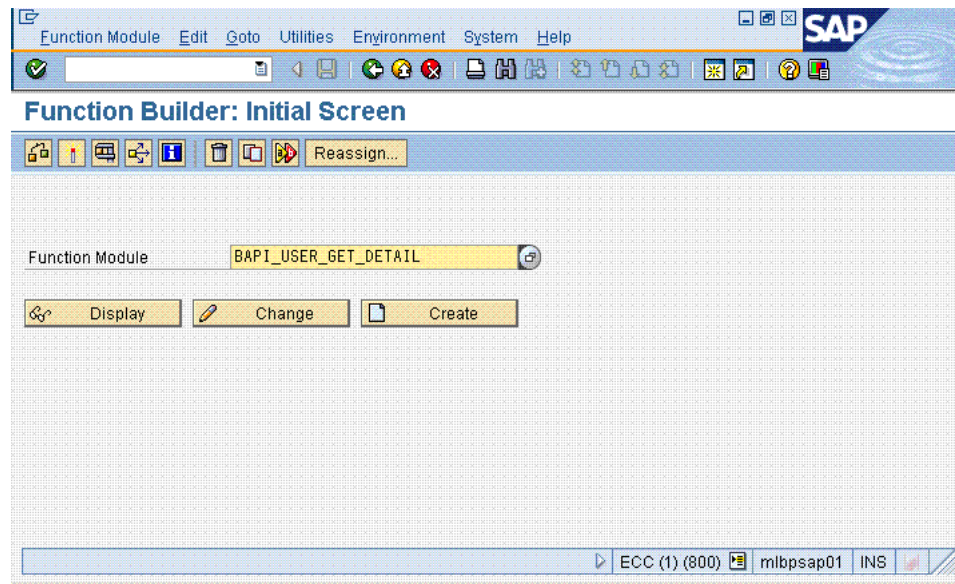 Function Module Edit Goto Utilities Environment System Help
SAP
Function Builder: Initial Screen
Reassign...
Function Module BAPI_USER_GET_DETAIL
Display Change Create
ECC (1) (800) mlbpsap01 INS